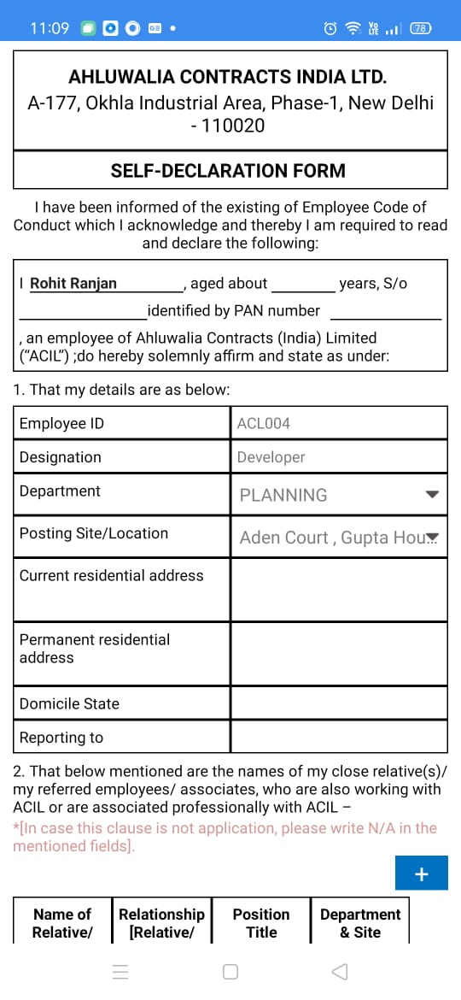 11:09 GE VO LTE 78
AHLUWALIA CONTRACTS INDIA LTD.
A-177, Okhla Industrial Area, Phase-1, New Delhi
- 110020
SELF-DECLARATION FORM
I have been informed of the existing of Employee Code of
Conduct which I acknowledge and thereby I am required to read
and declare the following:
I Rohit Ranjan________, aged about ________ years, S/o
________________identified by PAN number ______________
, an employee of Ahluwalia Contracts (India) Limited
(“ACIL”) ;do hereby solemnly affirm and state as under:
1. That my details are as below:
Employee ID ACL004
Designation Developer
Department PLANNING
Posting Site/Location Aden Court , Gupta Hou...
Current residential address
Permanent residential
address
Domicile State
Reporting to
2. That below mentioned are the names of my close relative(s)/
my referred employees/ associates, who are also working with
ACIL or are associated professionally with ACIL –
*[In case this clause is not application, please write N/A in the
mentioned fields].
+
Name of Relationship Position Department
Relative/ [Relative/ Title & Site